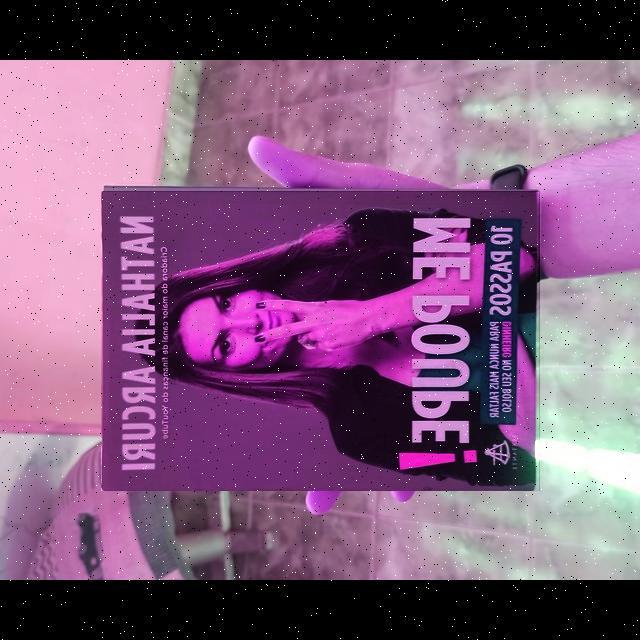 NATHALIA ARCURI
Criadora do maior canal de finanças do YouTube
ME POUPE!
10 PASSOS
PARA NUNCA MAIS FALTAR
DINHEIRO NO SEU BOLSO